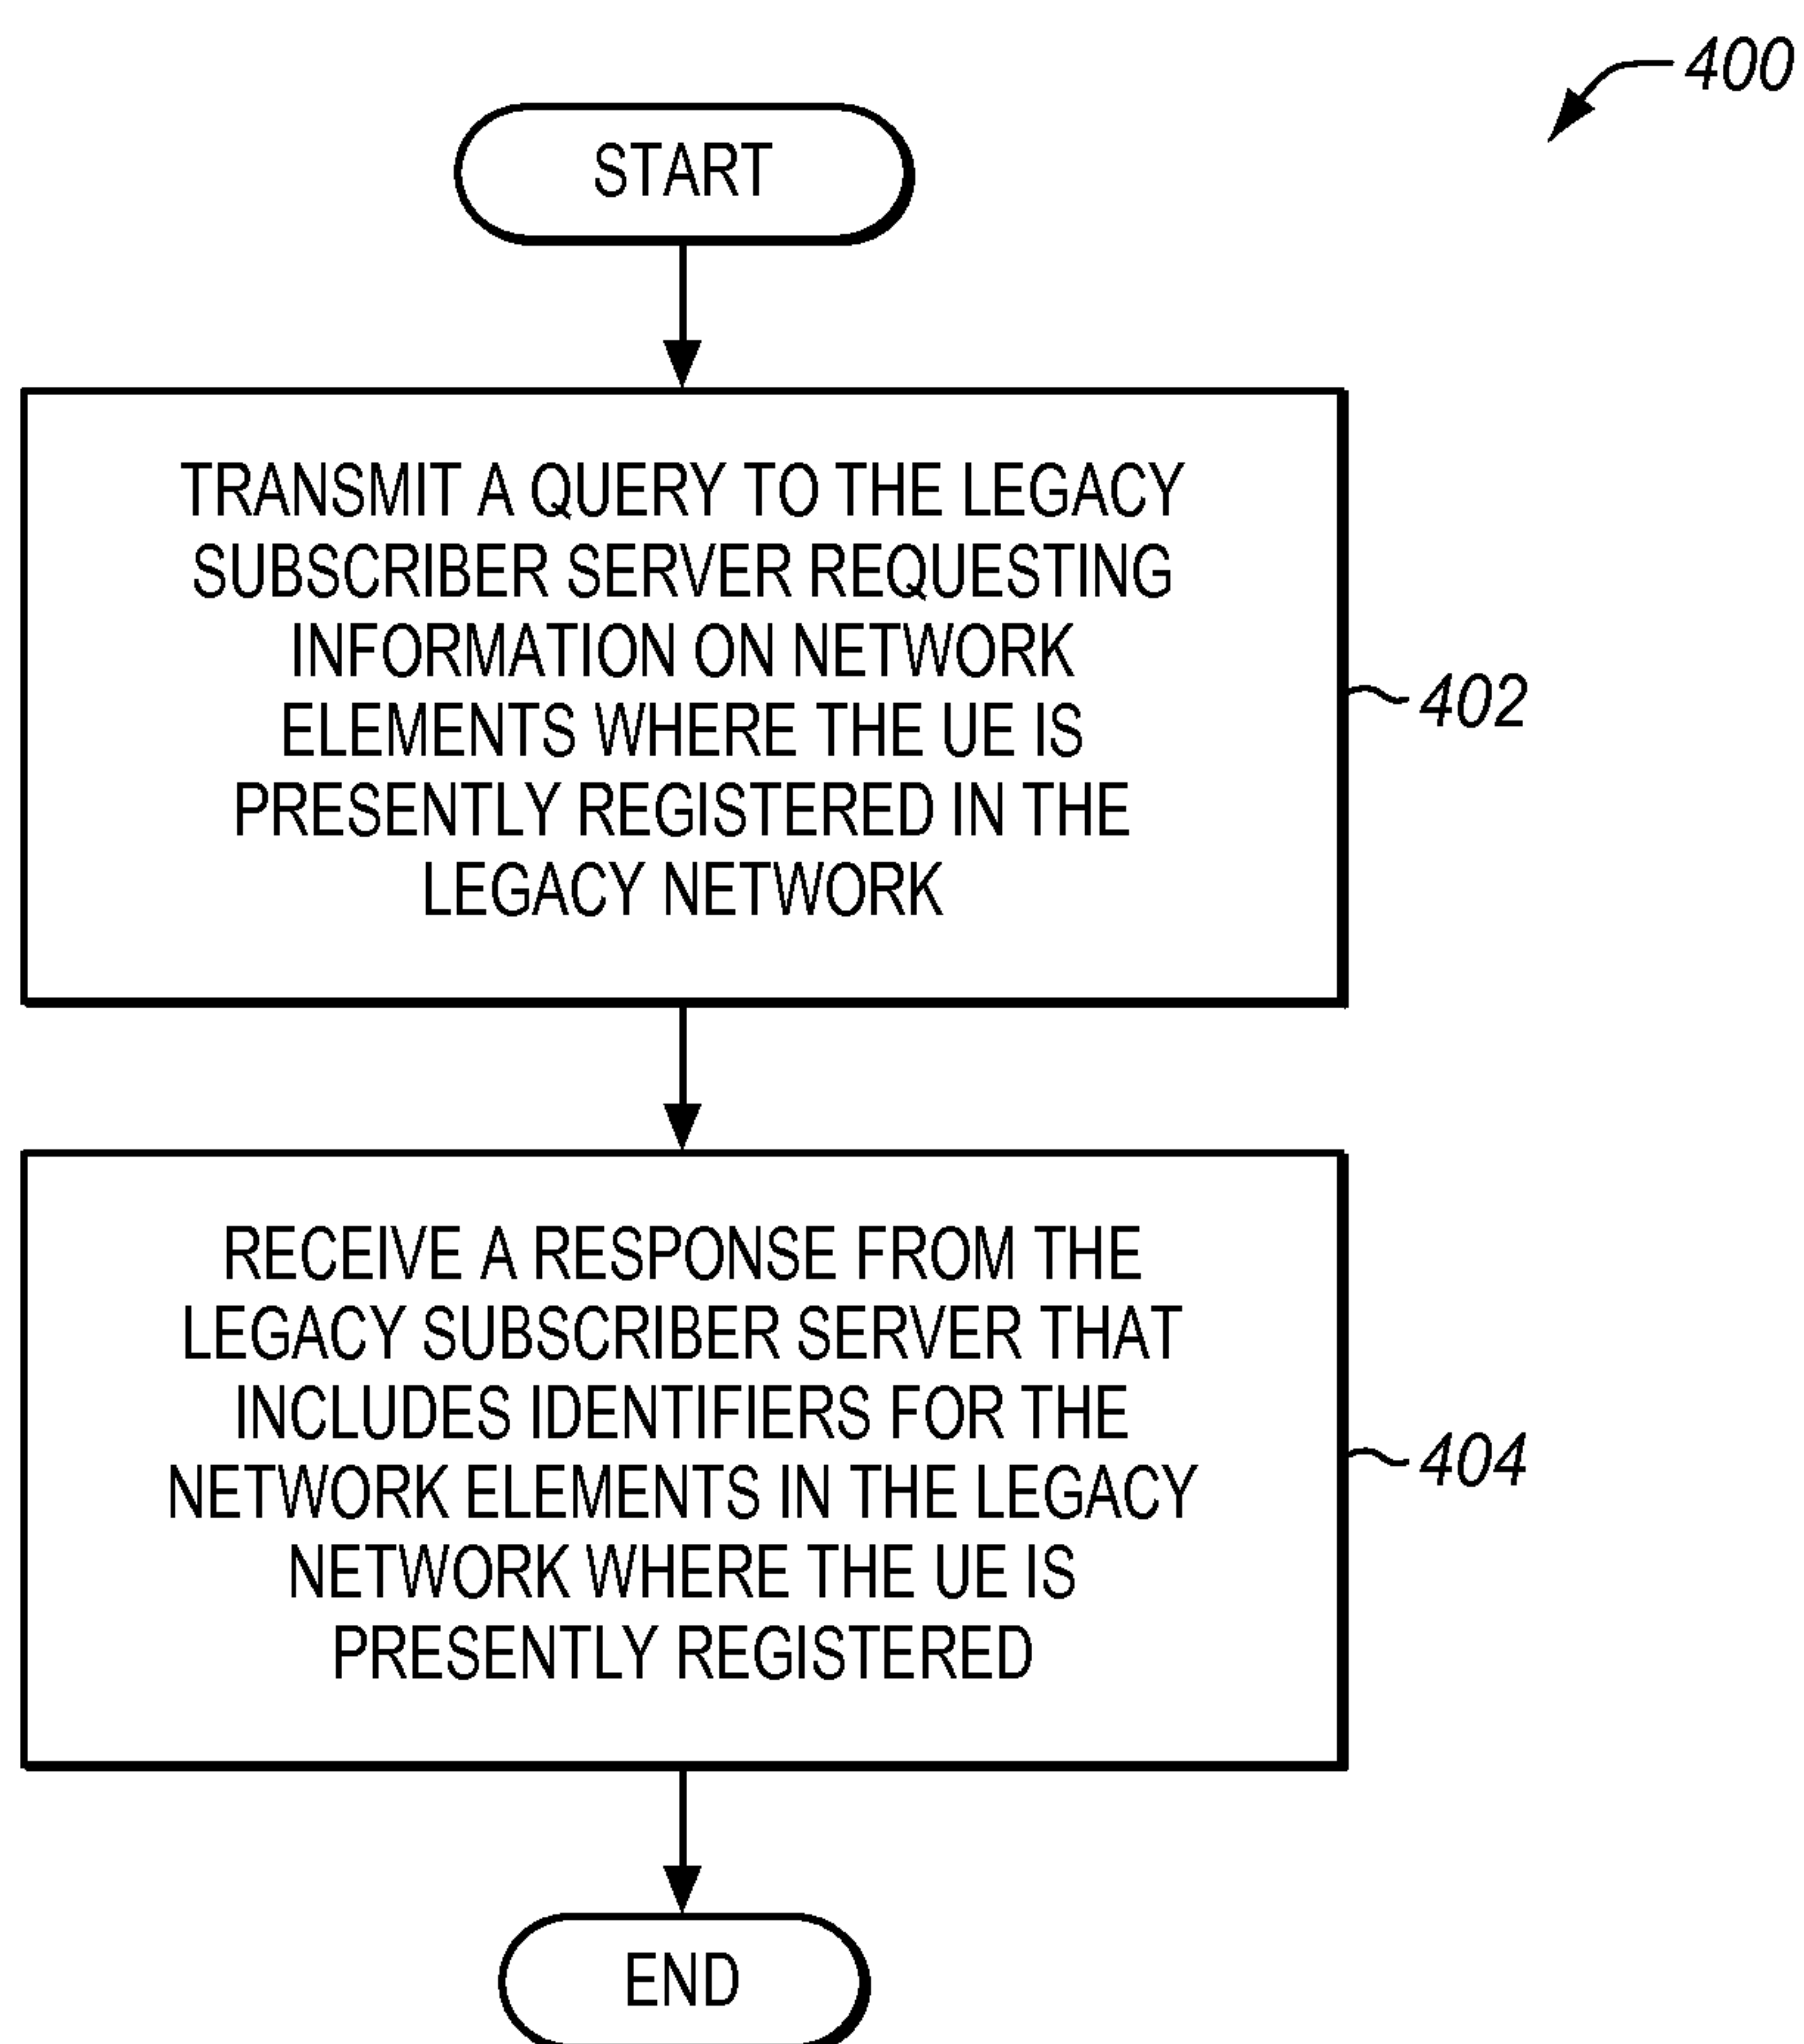 400
START
TRANSMIT A QUERY TO THE LEGACY
SUBSCRIBER SERVER REQUESTING
INFORMATION ON NETWORK
ELEMENTS WHERE THE UE IS
PRESENTLY REGISTERED IN THE
LEGACY NETWORK
402
RECEIVE A RESPONSE FROM THE
LEGACY SUBSCRIBER SERVER THAT
INCLUDES IDENTIFIERS FOR THE
NETWORK ELEMENTS IN THE LEGACY
NETWORK WHERE THE UE IS
PRESENTLY REGISTERED
404
END